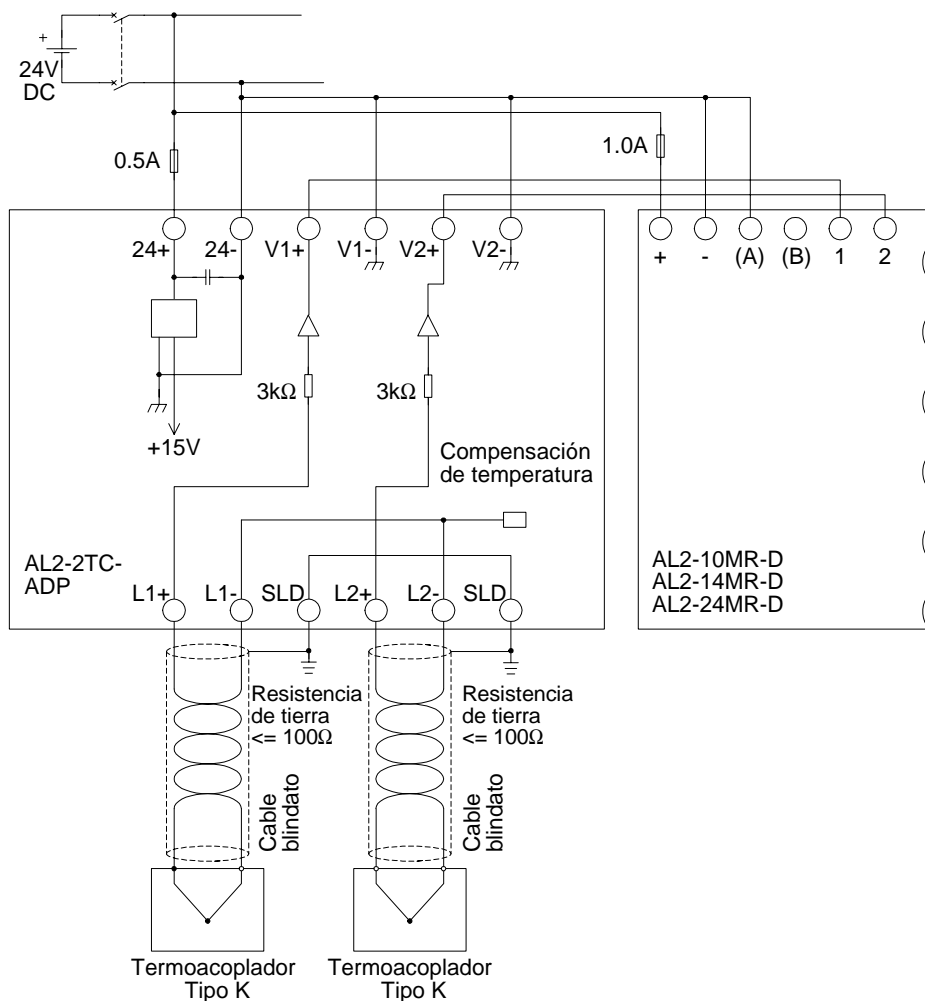 +
24V
DC
0.5A
1.0A
24+ 24- V1+ V1- V2+ V2-
+ - (A) (B) 1 2
3kΩ 3kΩ
+15V
Compensación
de temperatura
AL2-2TC-
ADP
L1+ L1- SLD L2+ L2- SLD
AL2-10MR-D
AL2-14MR-D
AL2-24MR-D
Resistencia
de tierra
<= 100Ω
Resistencia
de tierra
<= 100Ω
Cable
blindato
Cable
blindato
Termoacoplador
Tipo K
Termoacoplador
Tipo K